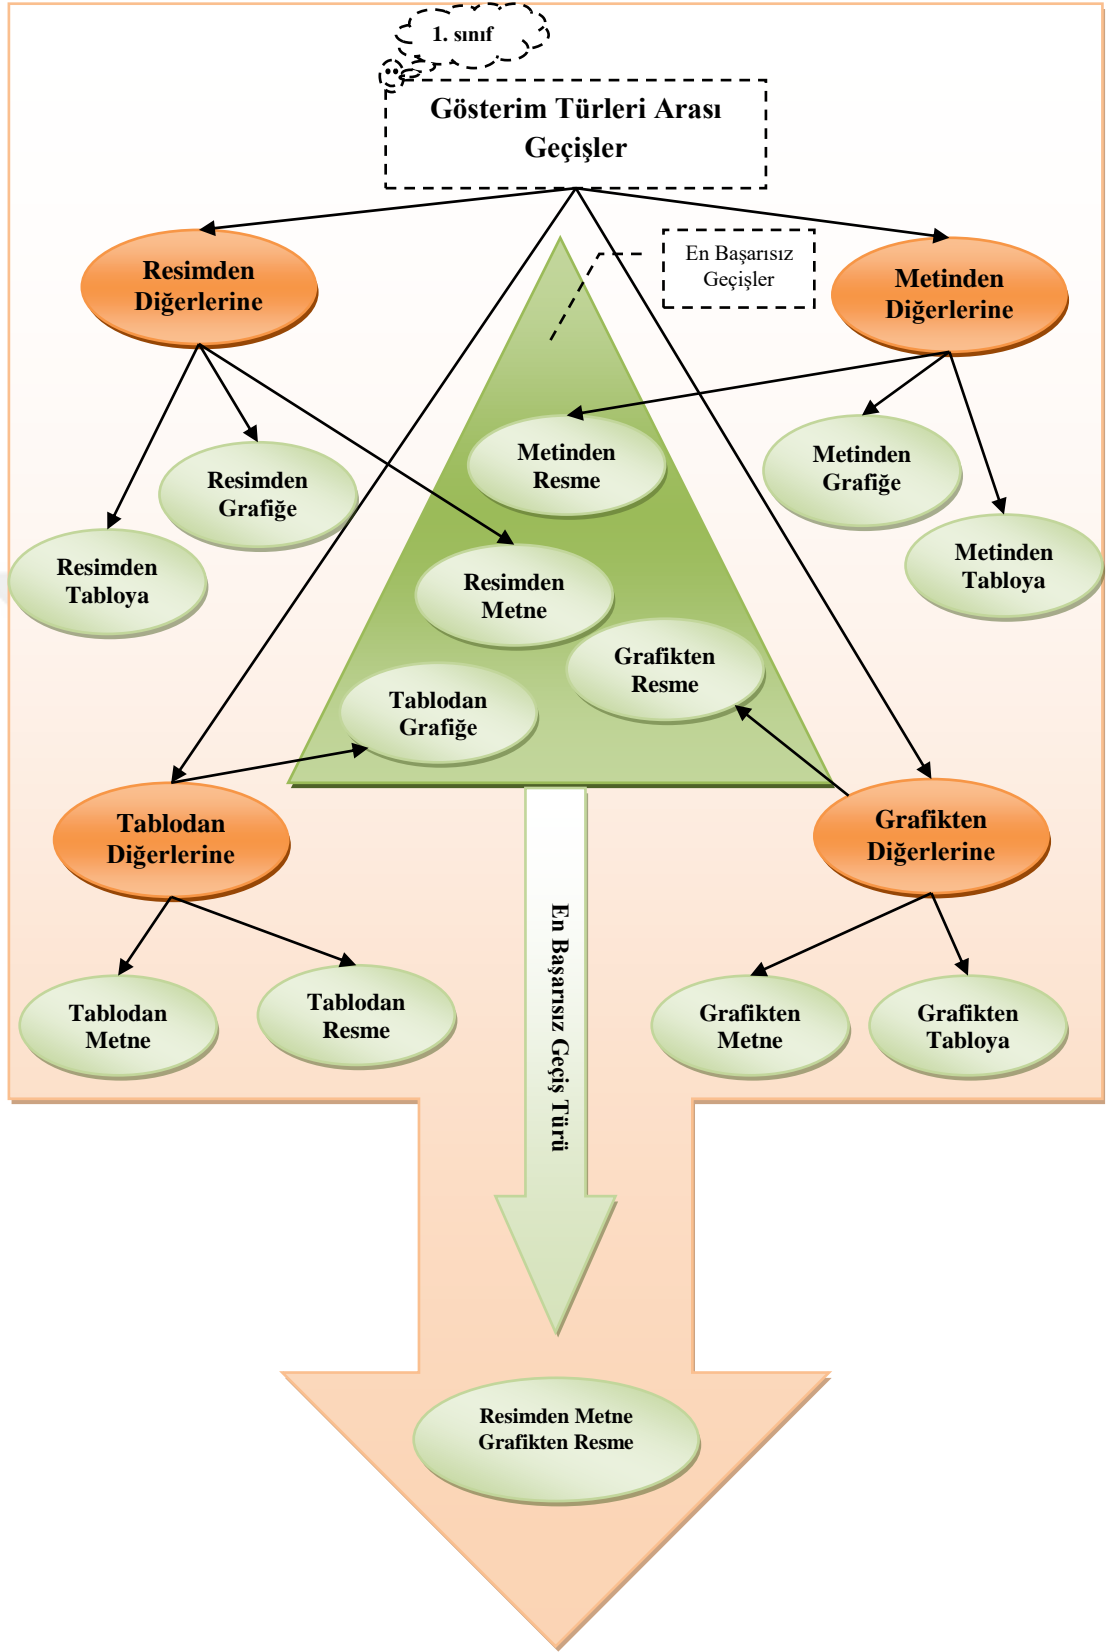 1. sınıf
Gösterim Türleri Arası
Geçişler
En Başarısız
Geçişler
Resimden
Diğerlerine
Metinden
Diğerlerine
Metinden
Resme
Metinden
Grafiğe
Resimden
Grafiğe
Metinden
Tabloya
Resimden
Tabloya
Resimden
Metne
Grafikten
Resme
Tablodan
Grafiğe
Tablodan
Diğerlerine
Grafikten
Diğerlerine
En Başarısız Geçiş Türü
Tablodan
Metne
Tablodan
Resme
Grafikten
Metne
Grafikten
Tabloya
Resimden Metne
Grafikten Resme